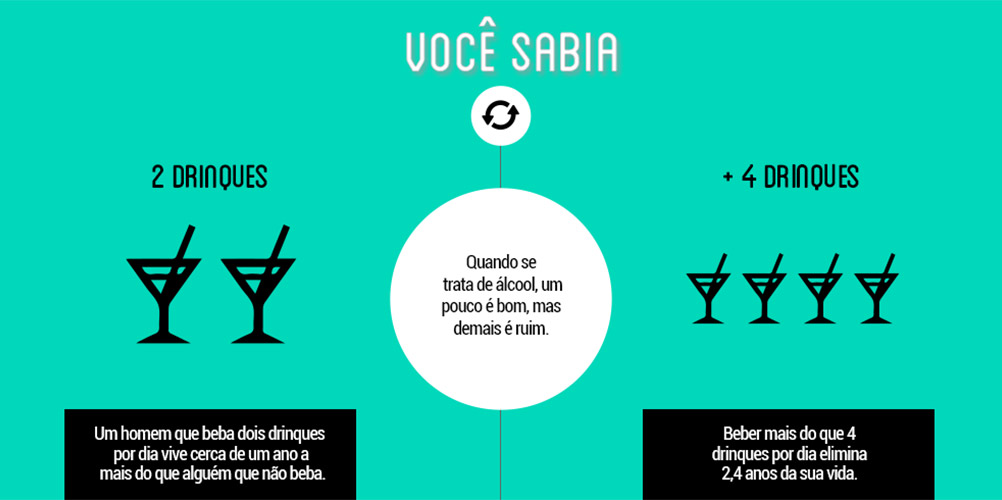 VOCÊ SABIA
2 DRINQUES
+ 4 DRINQUES
Quando se
trata de álcool, um
pouco é bom, mas
demais é ruim.
Um homem que beba dois drinques
por dia vive cerca de um ano a
mais do que alguém que não beba.
Beber mais do que 4
drinques por dia elimina
2,4 anos da sua vida.